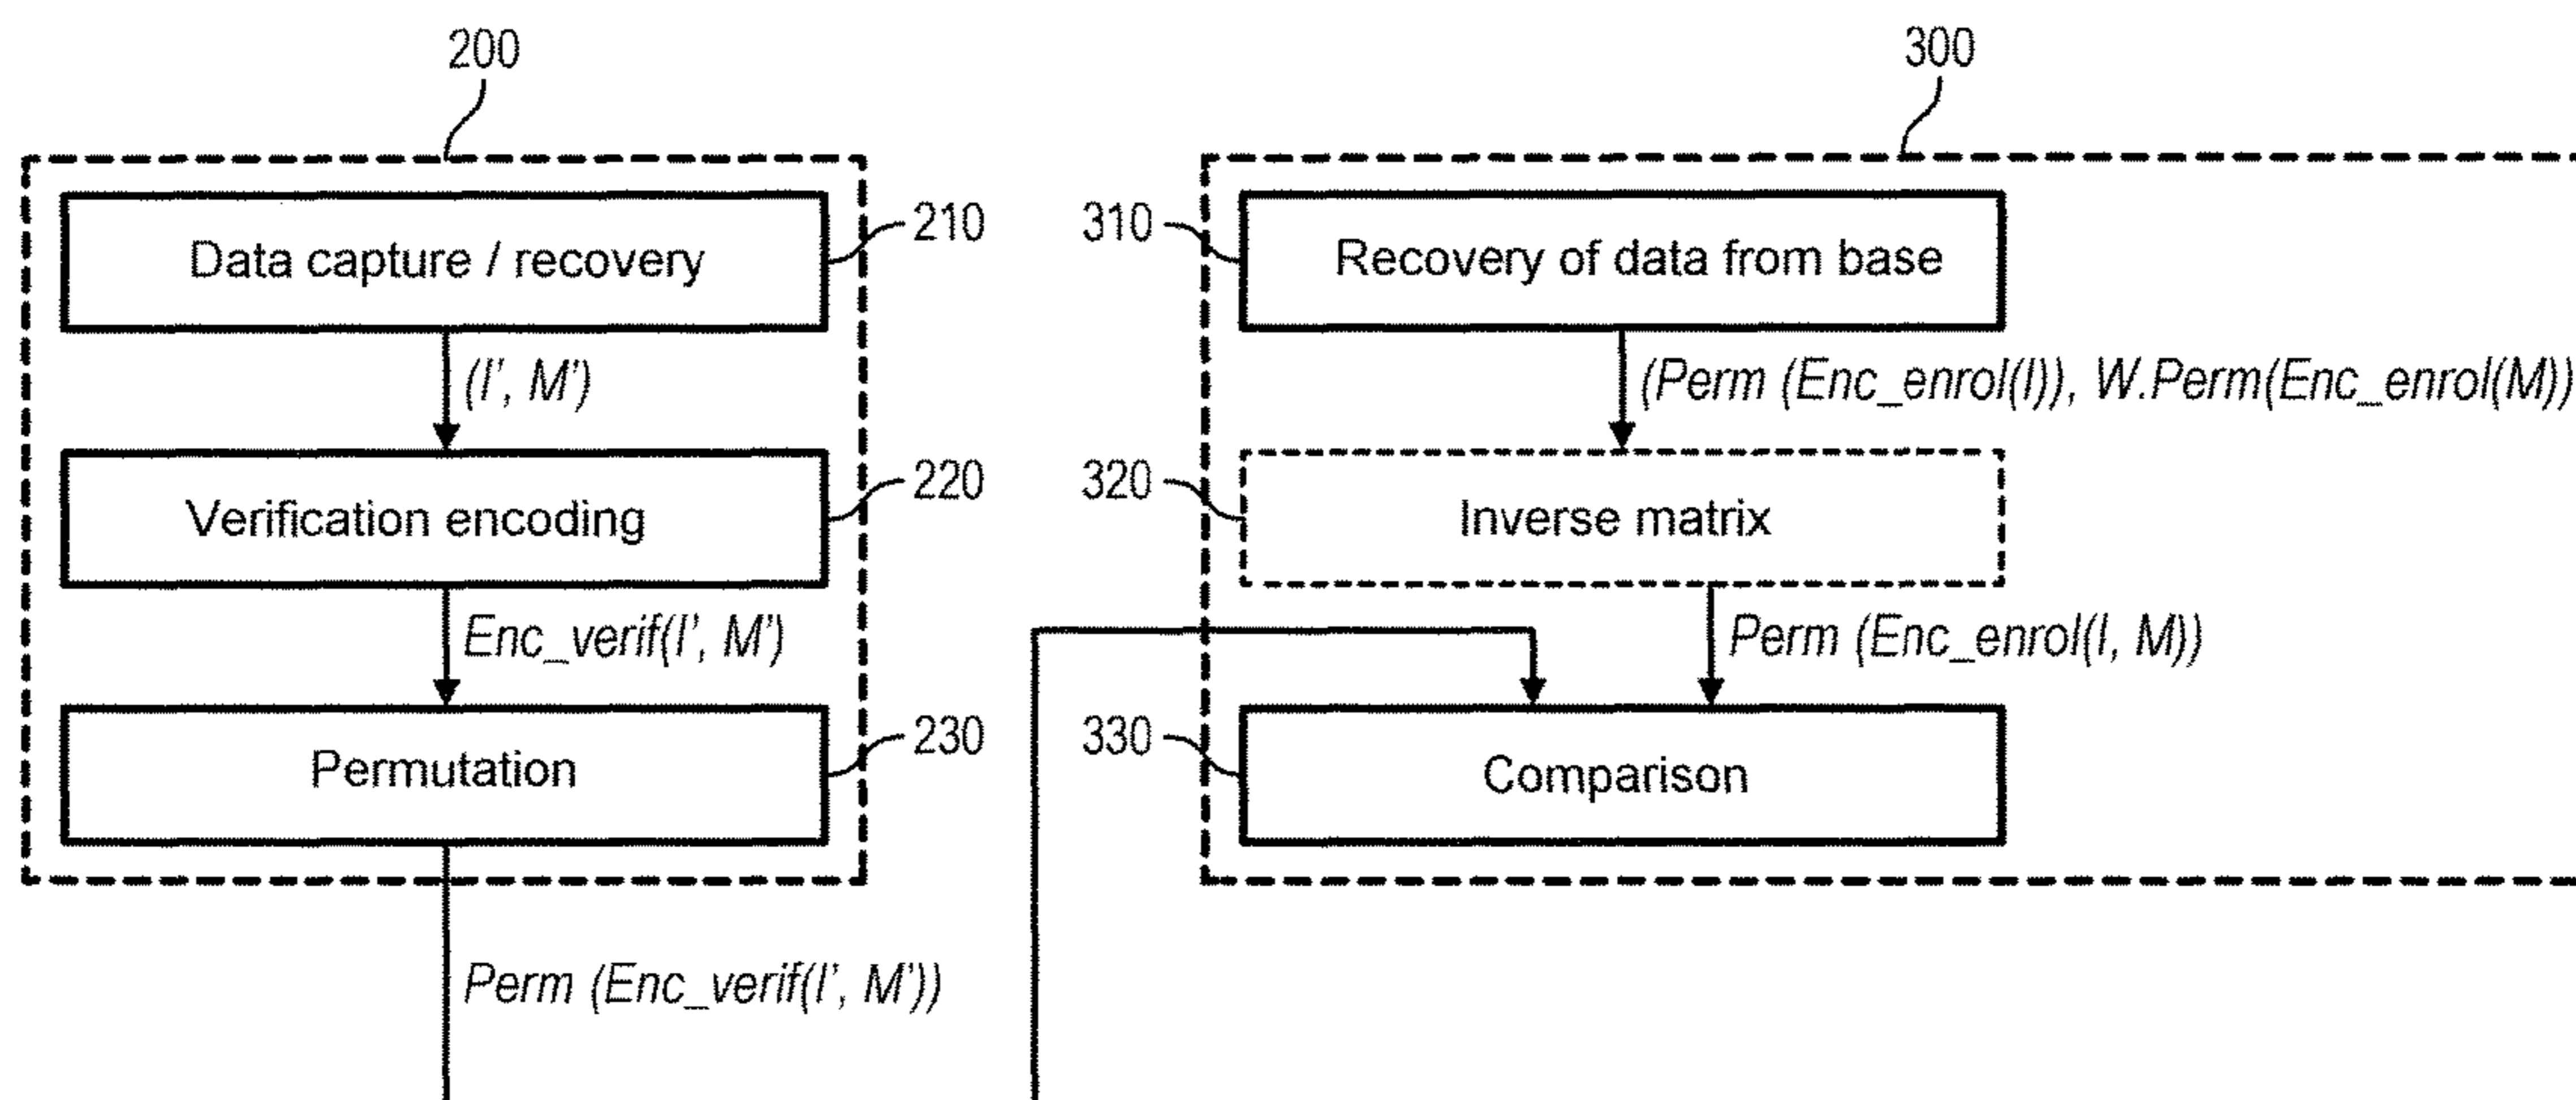 200
300
Data capture / recovery
210
310
Recovery of data from base
(I', M')
(Perm (Enc_enrol(I)), W.Perm(Enc_enrol(M))
Verification encoding
220
320
Inverse matrix
Enc_verif(I', M')
Perm (Enc_enrol(I, M))
Permutation
230
330
Comparison
Perm (Enc_verif(I', M'))